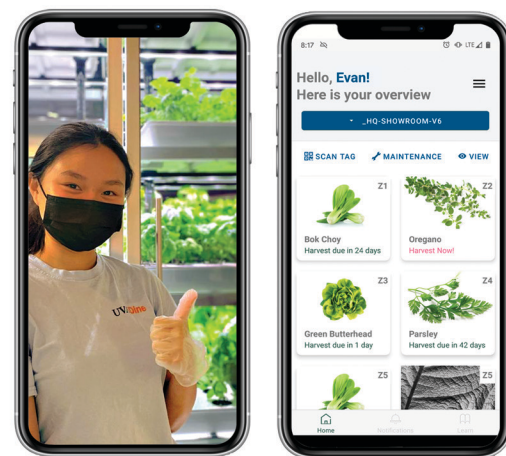 UVADine
8:17
LTE
Hello, Evan!
Here is your overview
_HQ-SHOWROOM-V6
SCAN TAG
MAINTENANCE
VIEW
Z1
Bok Choy
Harvest due in 24 days
Z2
Oregano
Harvest Now!
Z3
Green Butterhead
Harvest due in 1 day
Z4
Parsley
Harvest due in 42 days
Z5
Z5
Home
Notifications
Learn